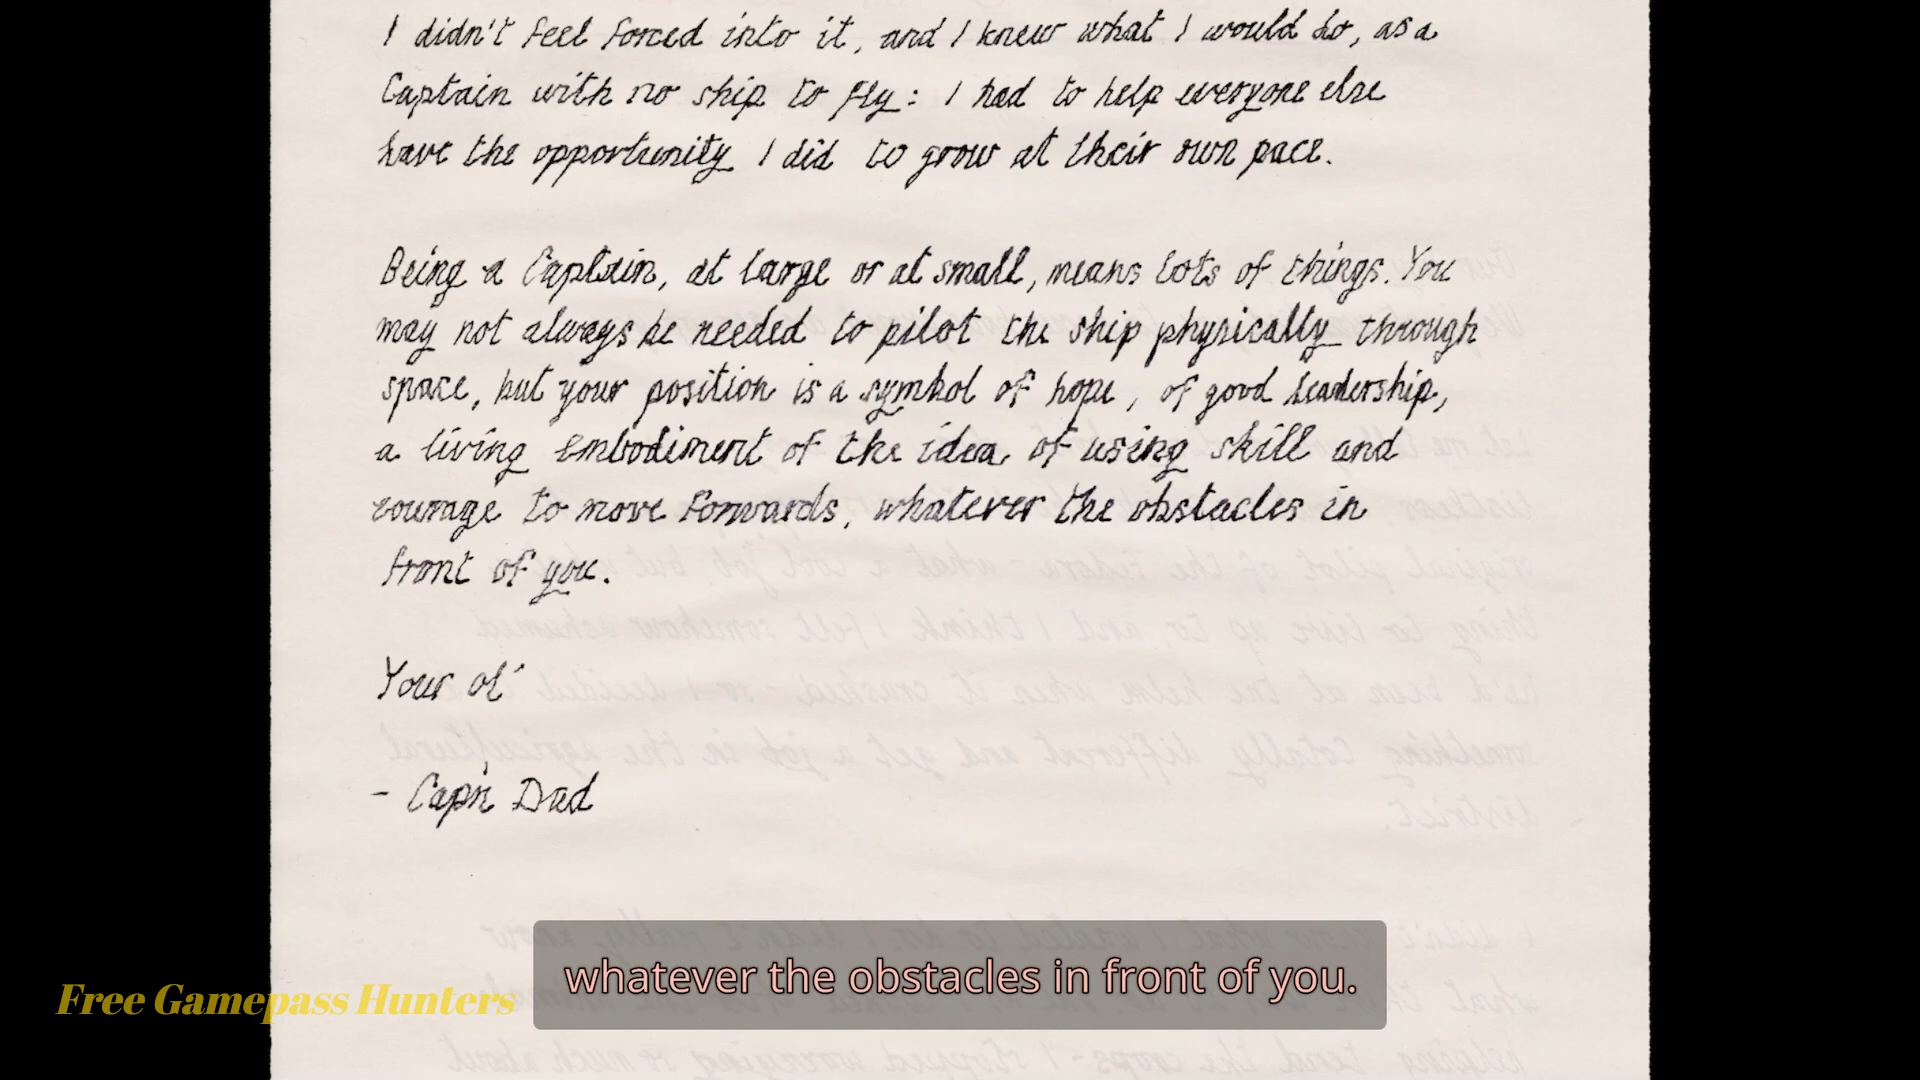 I didn't feel forced into it, and I knew what I would do, as a
Captain with no ship to fly: I had to help everyone else
have the opportunity I did to grow at their own pace.
Being a Captain, at large or at small, means lots of things. You
may not always be needed to pilot the ship physically through
space, but your position is a symbol of hope, of good leadership,
a living embodiment of the idea of using skill and
courage to move forwards, whatever the obstacles in
front of you.
Your ol'
- Cap'n Dad
whatever the obstacles in front of you.
Free Gamepass Hunters